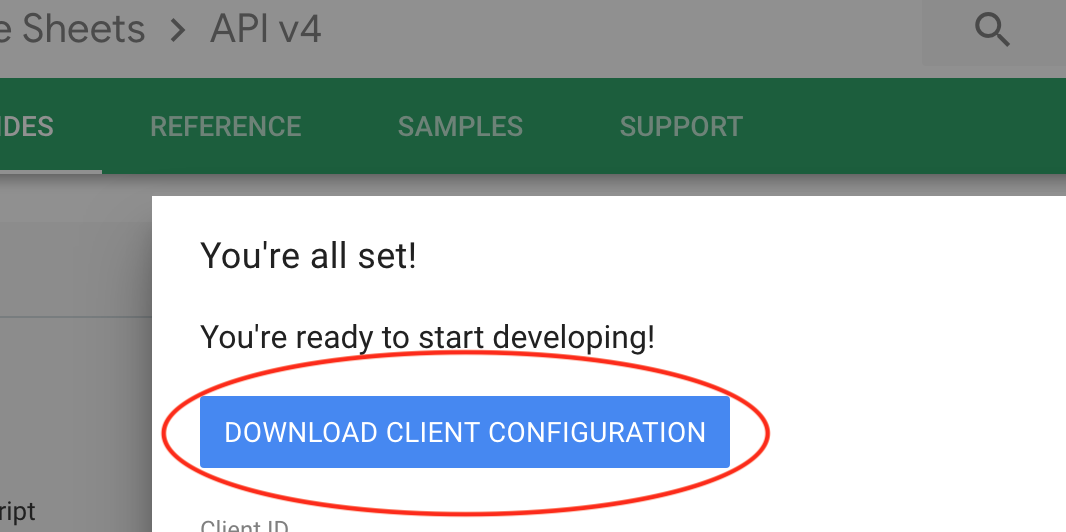 e Sheets > API v4
IDES REFERENCE SAMPLES SUPPORT
You're all set!
You're ready to start developing!
DOWNLOAD CLIENT CONFIGURATION
Client ID
ript